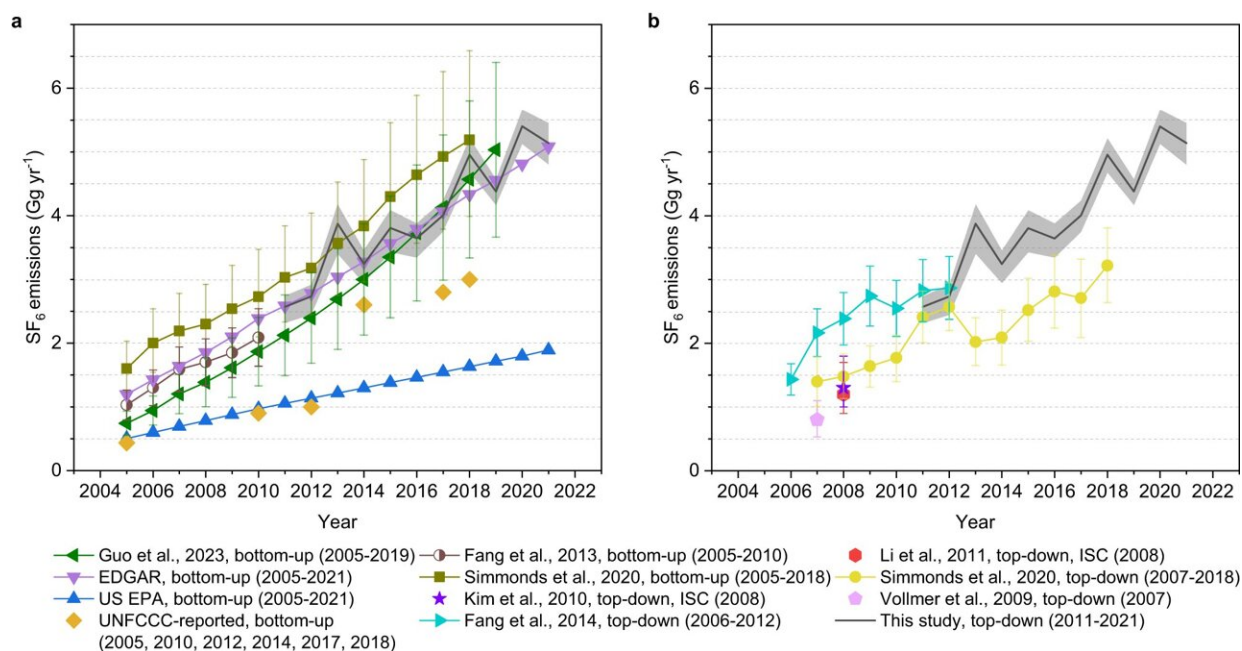 a
b
SF6 emissions (Gg yr-1)
6
4
2
0
2004 2006 2008 2010 2012 2014 2016 2018 2020 2022
Year
SF6 emissions (Gg yr-1)
6
4
2
0
2004 2006 2008 2010 2012 2014 2016 2018 2020 2022
Year
Guo et al., 2023, bottom-up (2005-2019)
EDGAR, bottom-up (2005-2021)
US EPA, bottom-up (2005-2021)
UNFCCC-reported, bottom-up
(2005, 2010, 2012, 2014, 2017, 2018)
Fang et al., 2013, bottom-up (2005-2010)
Simmonds et al., 2020, bottom-up (2005-2018)
Kim et al., 2010, top-down, ISC (2008)
Fang et al., 2014, top-down (2006-2012)
Li et al., 2011, top-down, ISC (2008)
Simmonds et al., 2020, top-down (2007-2018)
Vollmer et al., 2009, top-down (2007)
This study, top-down (2011-2021)